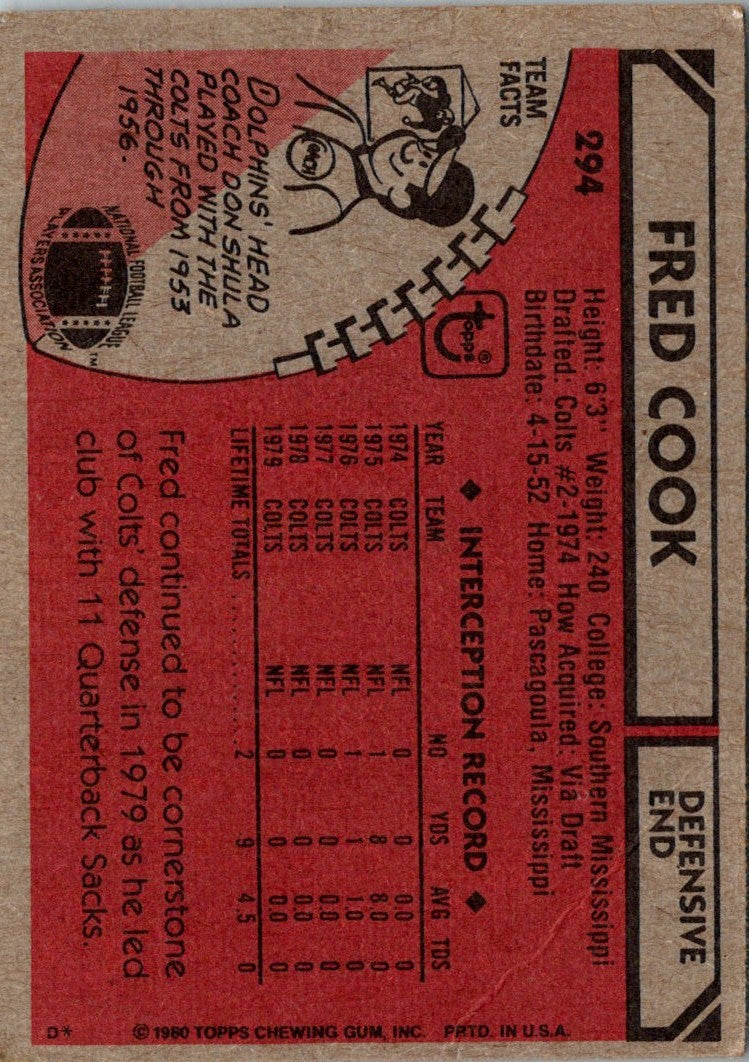 FRED COOK
DEFENSIVE
END
294
Height: 6'3" Weight: 240 College: Southern Mississippi
Drafted: Colts #2-1974 How Acquired: Via Draft
Birthdate: 4-15-52 Home: Pascagoula, Mississippi
topps®
TEAM
FACTS
COACH
DOLPHINS' HEAD
COACH DON SHULA
PLAYED WITH THE
COLTS FROM 1953
THROUGH
1956.
NATIONAL FOOTBALL LEAGUE
PLAYERS ASSOCIATION™
◆ INTERCEPTION RECORD ◆
YEAR TEAM NO YDS AVG TDS
1974 COLTS NFL 0 0 0.0 0
1975 COLTS NFL 1 8 8.0 0
1976 COLTS NFL 1 1 1.0 0
1977 COLTS NFL 0 0 0.0 0
1978 COLTS NFL 0 0 0.0 0
1979 COLTS NFL 0 0 0.0 0
LIFETIME TOTALS .......... 2 9 4.5 0
Fred continued to be cornerstone
of Colts' defense in 1979 as he led
club with 11 Quarterback Sacks.
D* © 1980 TOPPS CHEWING GUM, INC. PRTD. IN U.S.A.